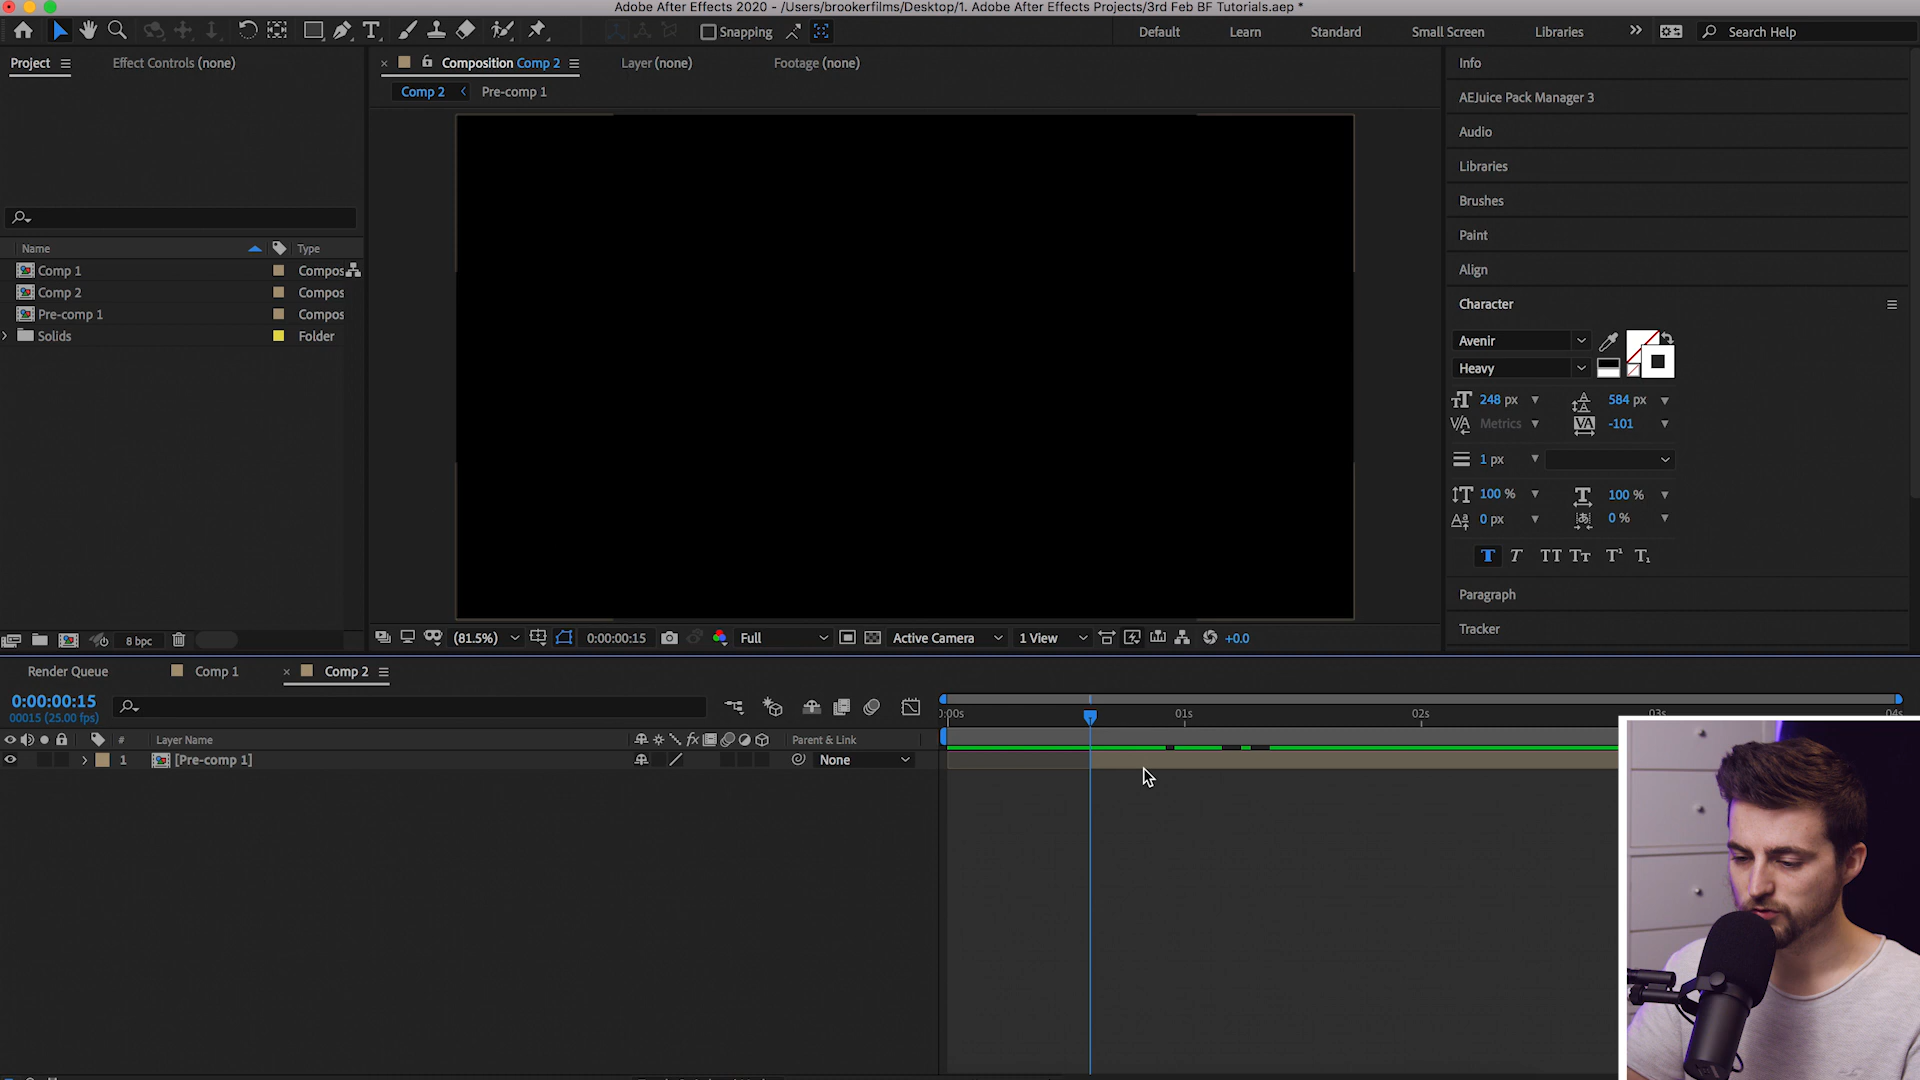 Adobe After Effects 2020 - /Users/brookerfilms/Desktop/1. Adobe After Effects Projects/3rd Feb BF Tutorials.aep *
Snapping
Default
Learn
Standard
Small Screen
Libraries
Search Help
Project
Effect Controls (none)
Composition Comp 2
Layer (none)
Footage (none)
Comp 2
Pre-comp 1
Name
Type
Comp 1
Compos
Comp 2
Compos
Pre-comp 1
Compos
Solids
Folder
8 bpc
(81.5%)
0:00:00:15
Full
Active Camera
1 View
+0.0
Info
AEJuice Pack Manager 3
Audio
Libraries
Brushes
Paint
Align
Character
Avenir
Heavy
248 px
584 px
Metrics
-101
1 px
100 %
100 %
0 px
0 %
Paragraph
Tracker
Render Queue
Comp 1
Comp 2
0:00:00:15
00015 (25.00 fps)
:00s
01s
02s
03s
04s
#
Layer Name
Parent & Link
1
[Pre-comp 1]
None